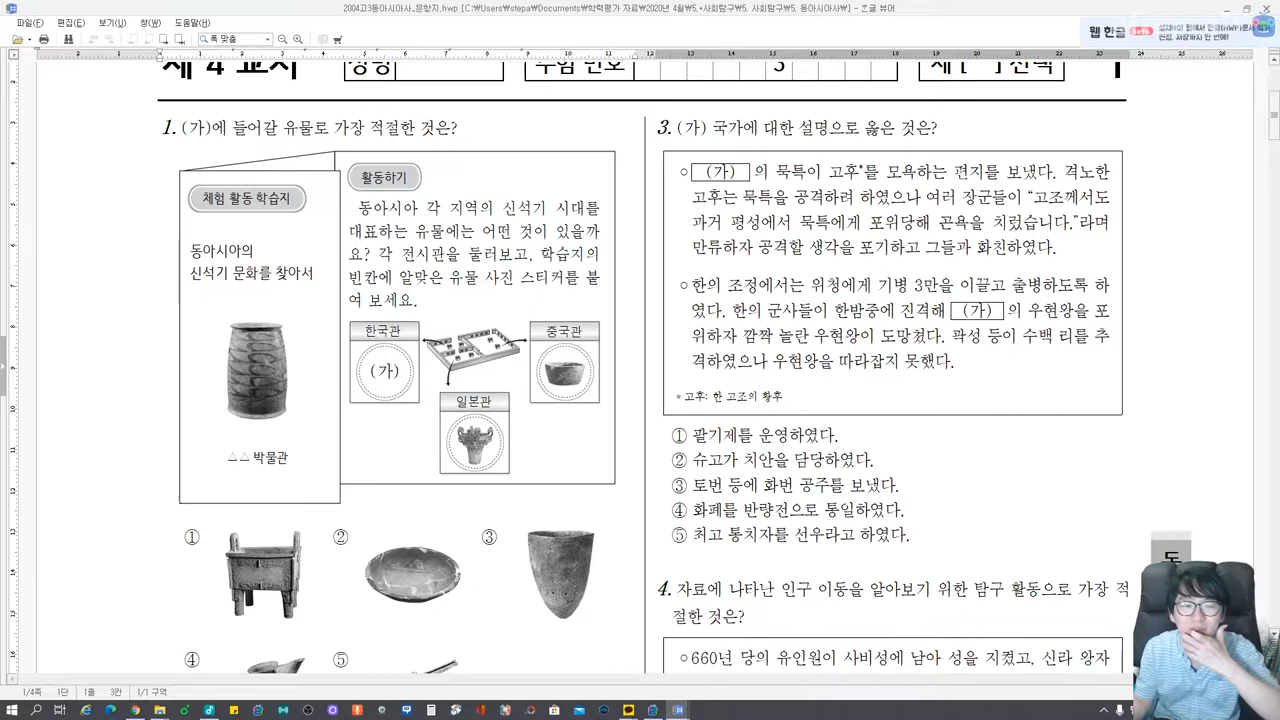 2004고3동아시아사_문항지.hwp [C:₩Users₩stepa₩Documents₩학력평가 자료₩2020년 4월₩5,+사회탐구₩5, 사회탐구₩5, 동아시아사₩] - 한글 뷰어
파일(F) 편집(E) 보기(U) 창(W) 도움말(H)
폭 맞춤
웹 한글 Beta
제 4 교시
성명
수험 번호
3
제 [ ] 선택
1
1. (가)에 들어갈 유물로 가장 적절한 것은?
체험 활동 학습지
동아시아의
신석기 문화를 찾아서
△△ 박물관
활동하기
동아시아 각 지역의 신석기 시대를
대표하는 유물에는 어떤 것이 있을까
요? 각 전시관을 둘러보고, 학습지의
빈칸에 알맞은 유물 사진 스티커를 붙
여 보세요.
한국관
(가)
중국관
일본관
①
②
③
④
⑤
3. (가) 국가에 대한 설명으로 옳은 것은?
○ (가) 의 묵특이 고후*를 모욕하는 편지를 보냈다. 격노한
고후는 묵특을 공격하려 하였으나 여러 장군들이 “고조께서도
과거 평성에서 묵특에게 포위당해 곤욕을 치렀습니다.”라며
만류하자 공격할 생각을 포기하고 그들과 화친하였다.
○ 한의 조정에서는 위청에게 기병 3만을 이끌고 출병하도록 하
였다. 한의 군사들이 한밤중에 진격해 (가) 의 우현왕을 포
위하자 깜짝 놀란 우현왕이 도망쳤다. 곽성 등이 수백 리를 추
격하였으나 우현왕을 따라잡지 못했다.
* 고후: 한 고조의 황후
① 팔기제를 운영하였다.
② 슈고가 치안을 담당하였다.
③ 토번 등에 화번 공주를 보냈다.
④ 화폐를 반량전으로 통일하였다.
⑤ 최고 통치자를 선우라고 하였다.
4. 자료에 나타난 인구 이동을 알아보기 위한 탐구 활동으로 가장 적
절한 것은?
○660년 당의 유인원이 사비성에 남아 성을 지켰고, 신라 왕자
1/4쪽 1단 1줄 3칸 1/1 구역